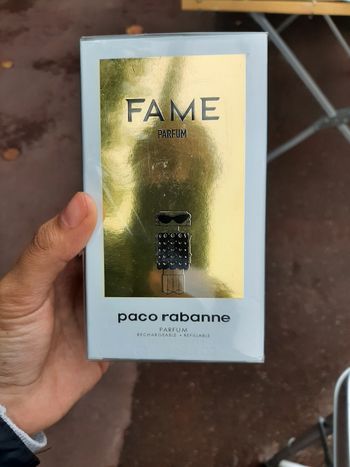 FAME
PARFUM
paco rabanne
PARFUM
RECHARGEABLE • REFILLABLE